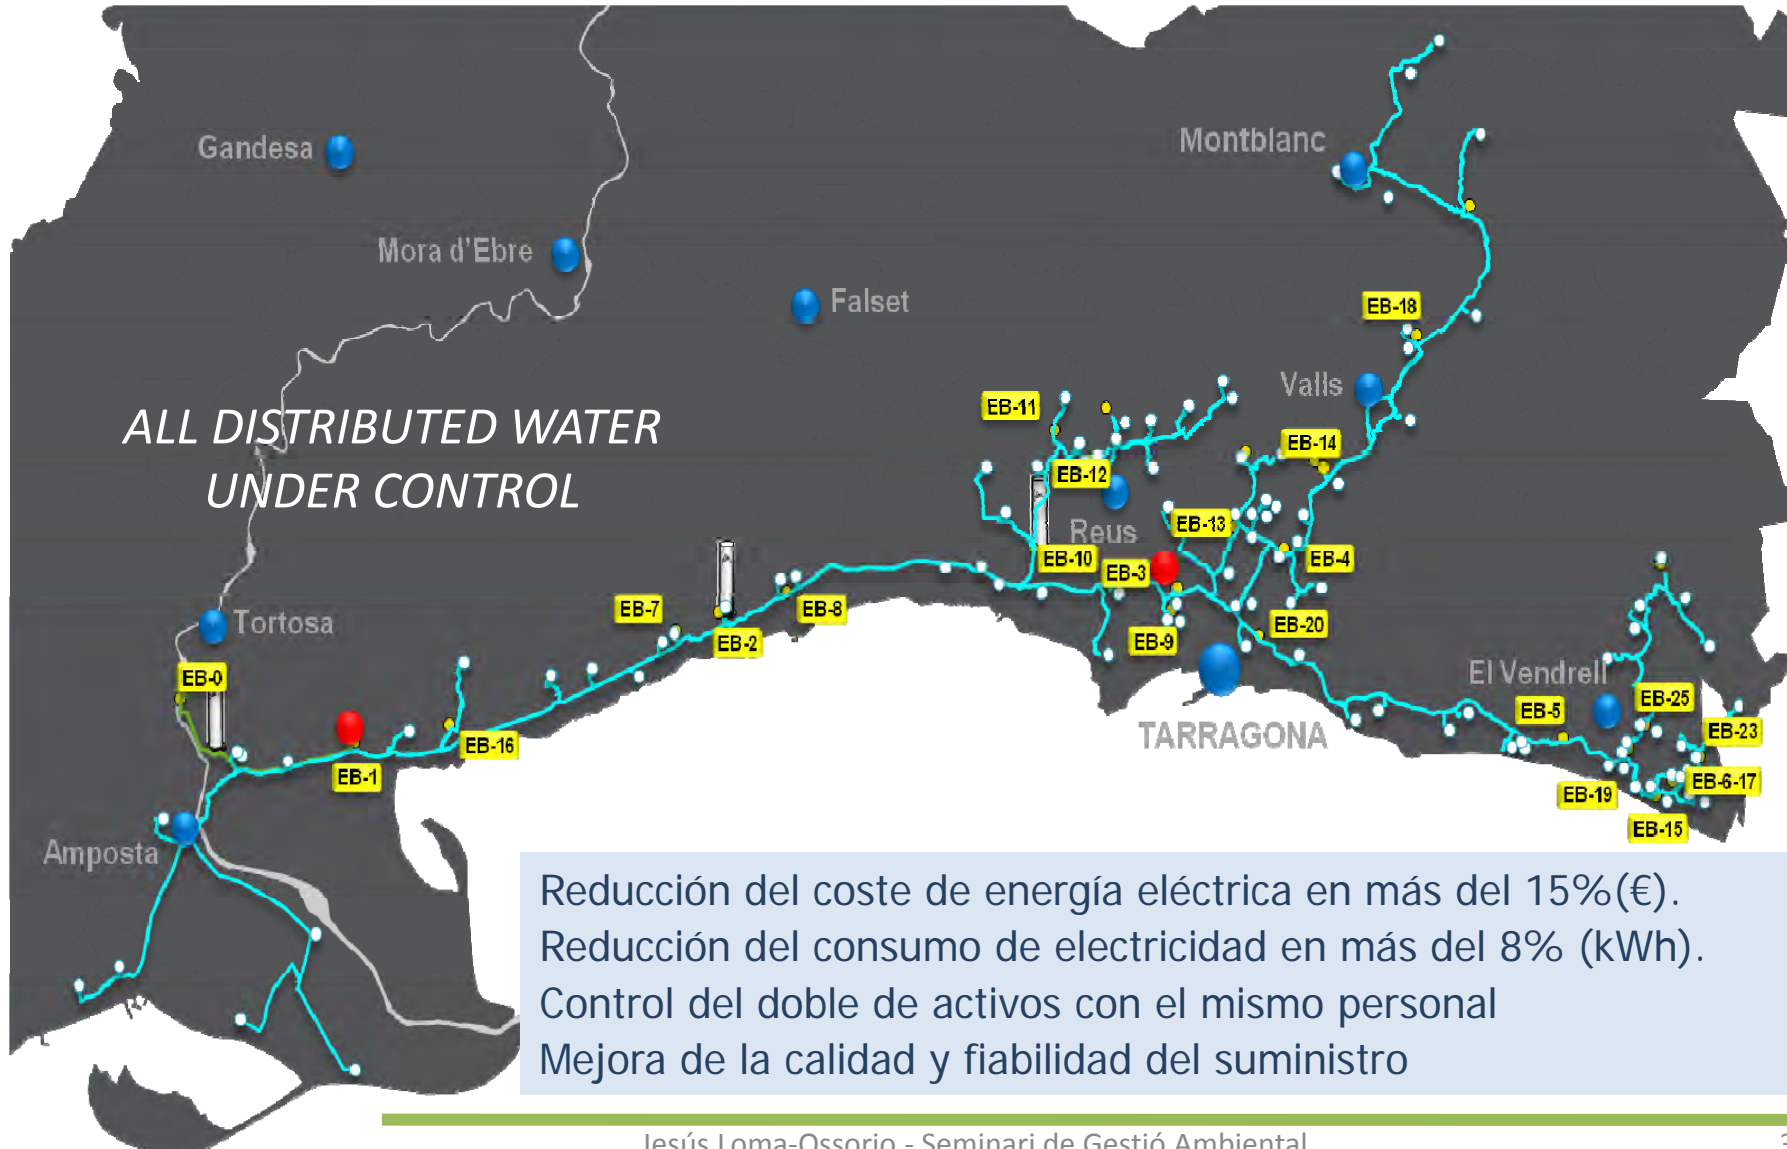 Montblanc
Gandesa
Mora d'Ebre
Falset
EB-18
Valls
EB-11
ALL DISTRIBUTED WATER
UNDER CONTROL
EB-14
EB-12
Reus
EB-13
EB-10
EB-3
EB-4
EB-7
EB-8
EB-2
EB-9
EB-20
Tortosa
EB-0
El Vendrell
EB-25
EB-5
EB-23
TARRAGONA
EB-16
EB-1
EB-6-17
EB-19
EB-15
Amposta
Reducción del coste de energía eléctrica en más del 15%(€).
Reducción del consumo de electricidad en más del 8% (kWh).
Control del doble de activos con el mismo personal
Mejora de la calidad y fiabilidad del suministro
Jesús Loma-Ossorio - Seminari de Gestió Ambiental